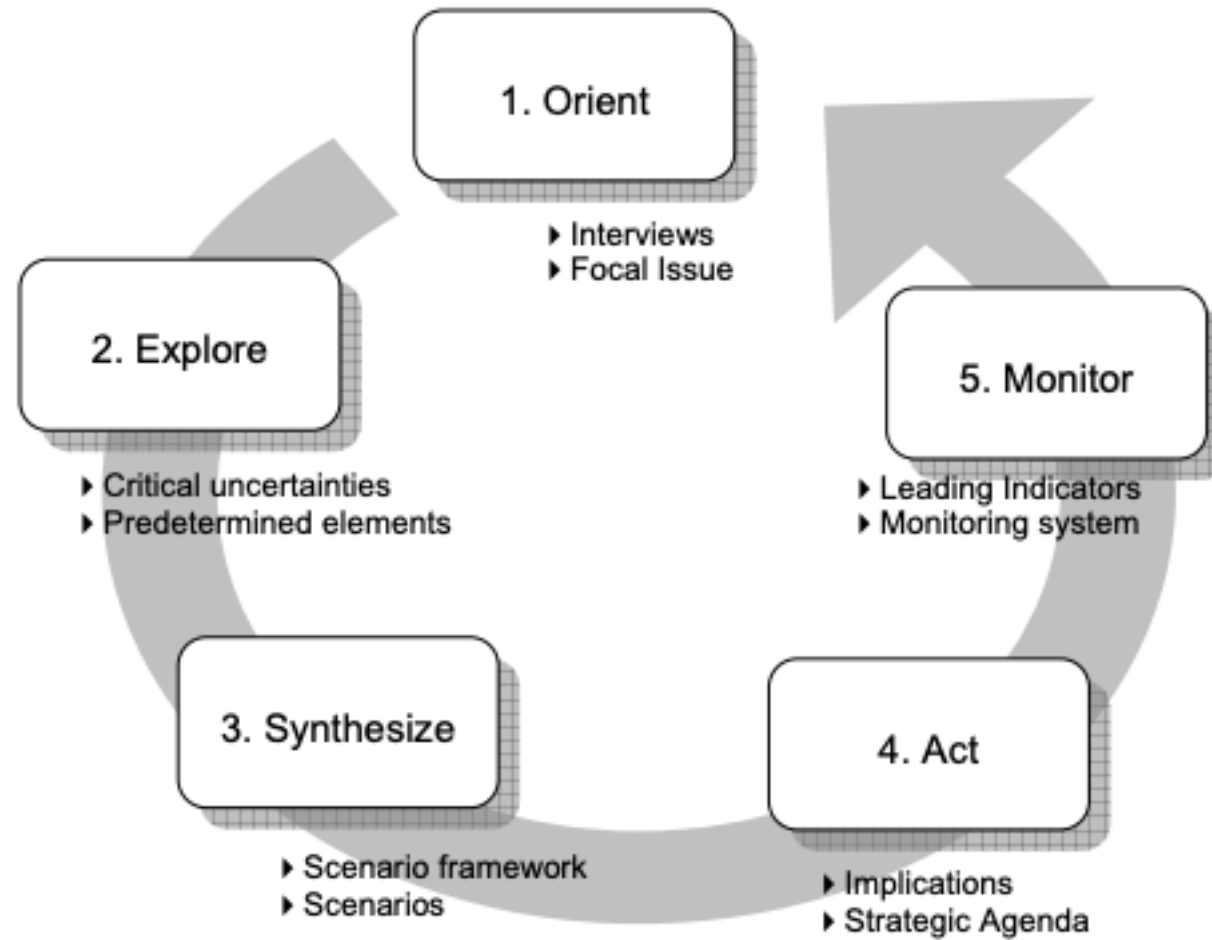 1. Orient
Interviews
Focal Issue
2. Explore
Critical uncertainties
Predetermined elements
3. Synthesize
Scenario framework
Scenarios
4. Act
Implications
Strategic Agenda
5. Monitor
Leading Indicators
Monitoring system